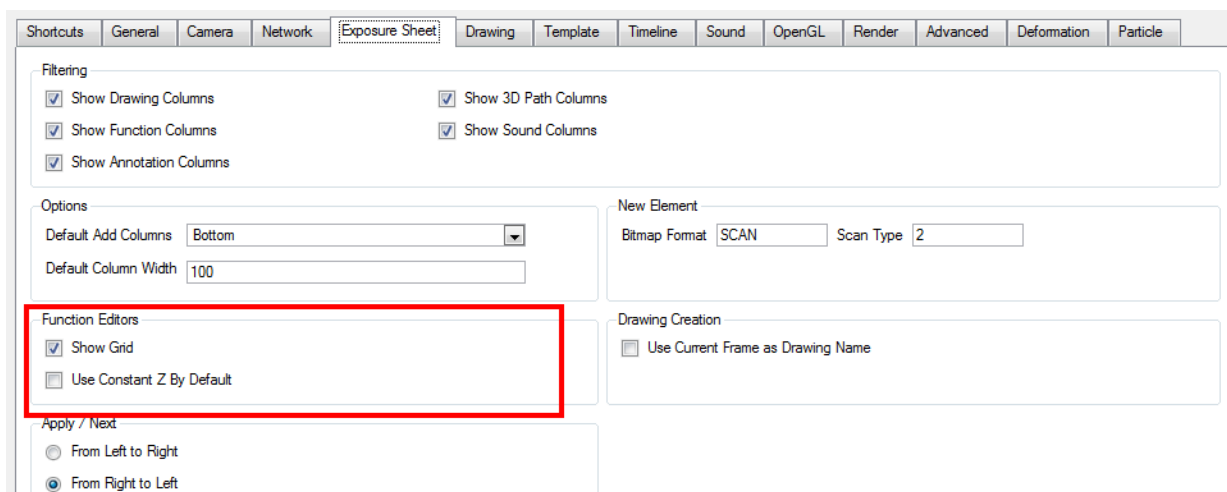 Shortcuts General Camera Network Exposure Sheet Drawing Template Timeline Sound OpenGL Render Advanced Deformation Particle
Filtering
Show Drawing Columns Show 3D Path Columns
Show Function Columns Show Sound Columns
Show Annotation Columns
Options New Element
Default Add Columns Bottom Bitmap Format SCAN Scan Type 2
Default Column Width 100
Function Editors Drawing Creation
Show Grid Use Current Frame as Drawing Name
Use Constant Z By Default
Apply / Next
From Left to Right
From Right to Left